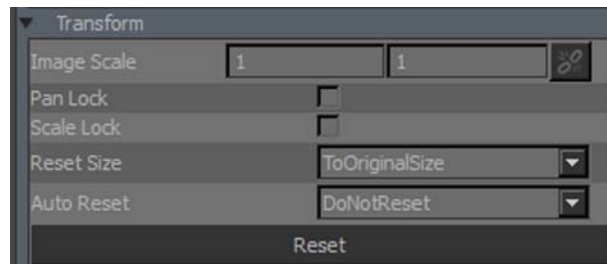 Transform
Image Scale 1 1
Pan Lock
Scale Lock
Reset Size ToOriginalSize
Auto Reset DoNotReset
Reset